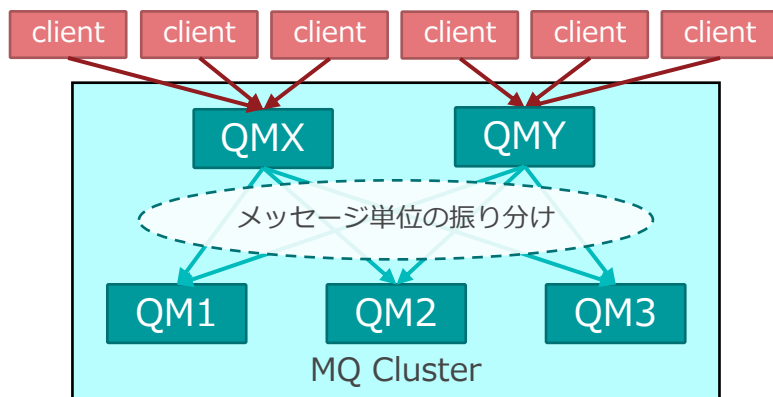 client client client client client client
QMX QMY
メッセージ単位の振り分け
QM1 QM2 QM3
MQ Cluster